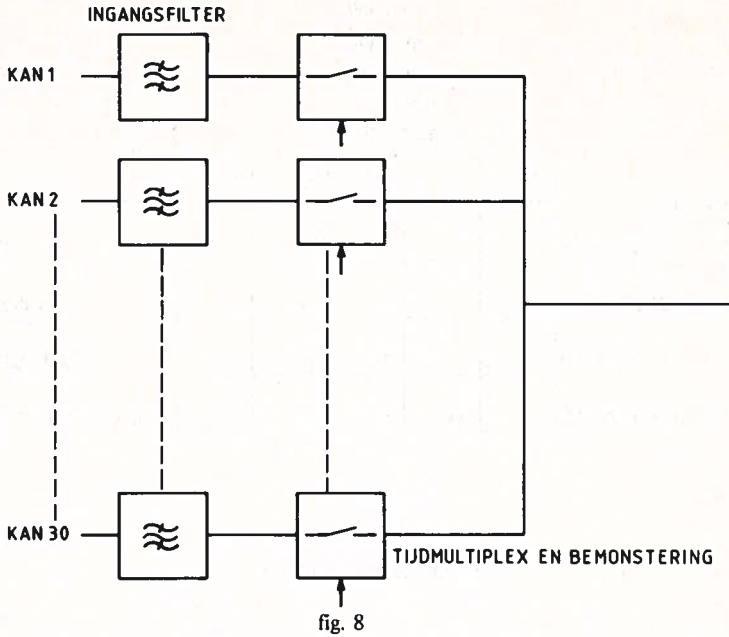 INGANGSFILTER
KAN 1
KAN 2
KAN 30
TIJDMULTIPLEX EN BEMONSTERING
fig. 8